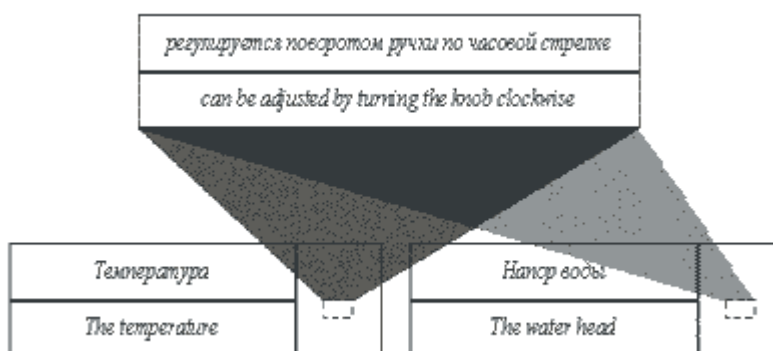 регулируется поворотом ручки по часовой стрелке
can be adjusted by turning the knob clockwise
Температура
The temperature
Напор воды
The water head